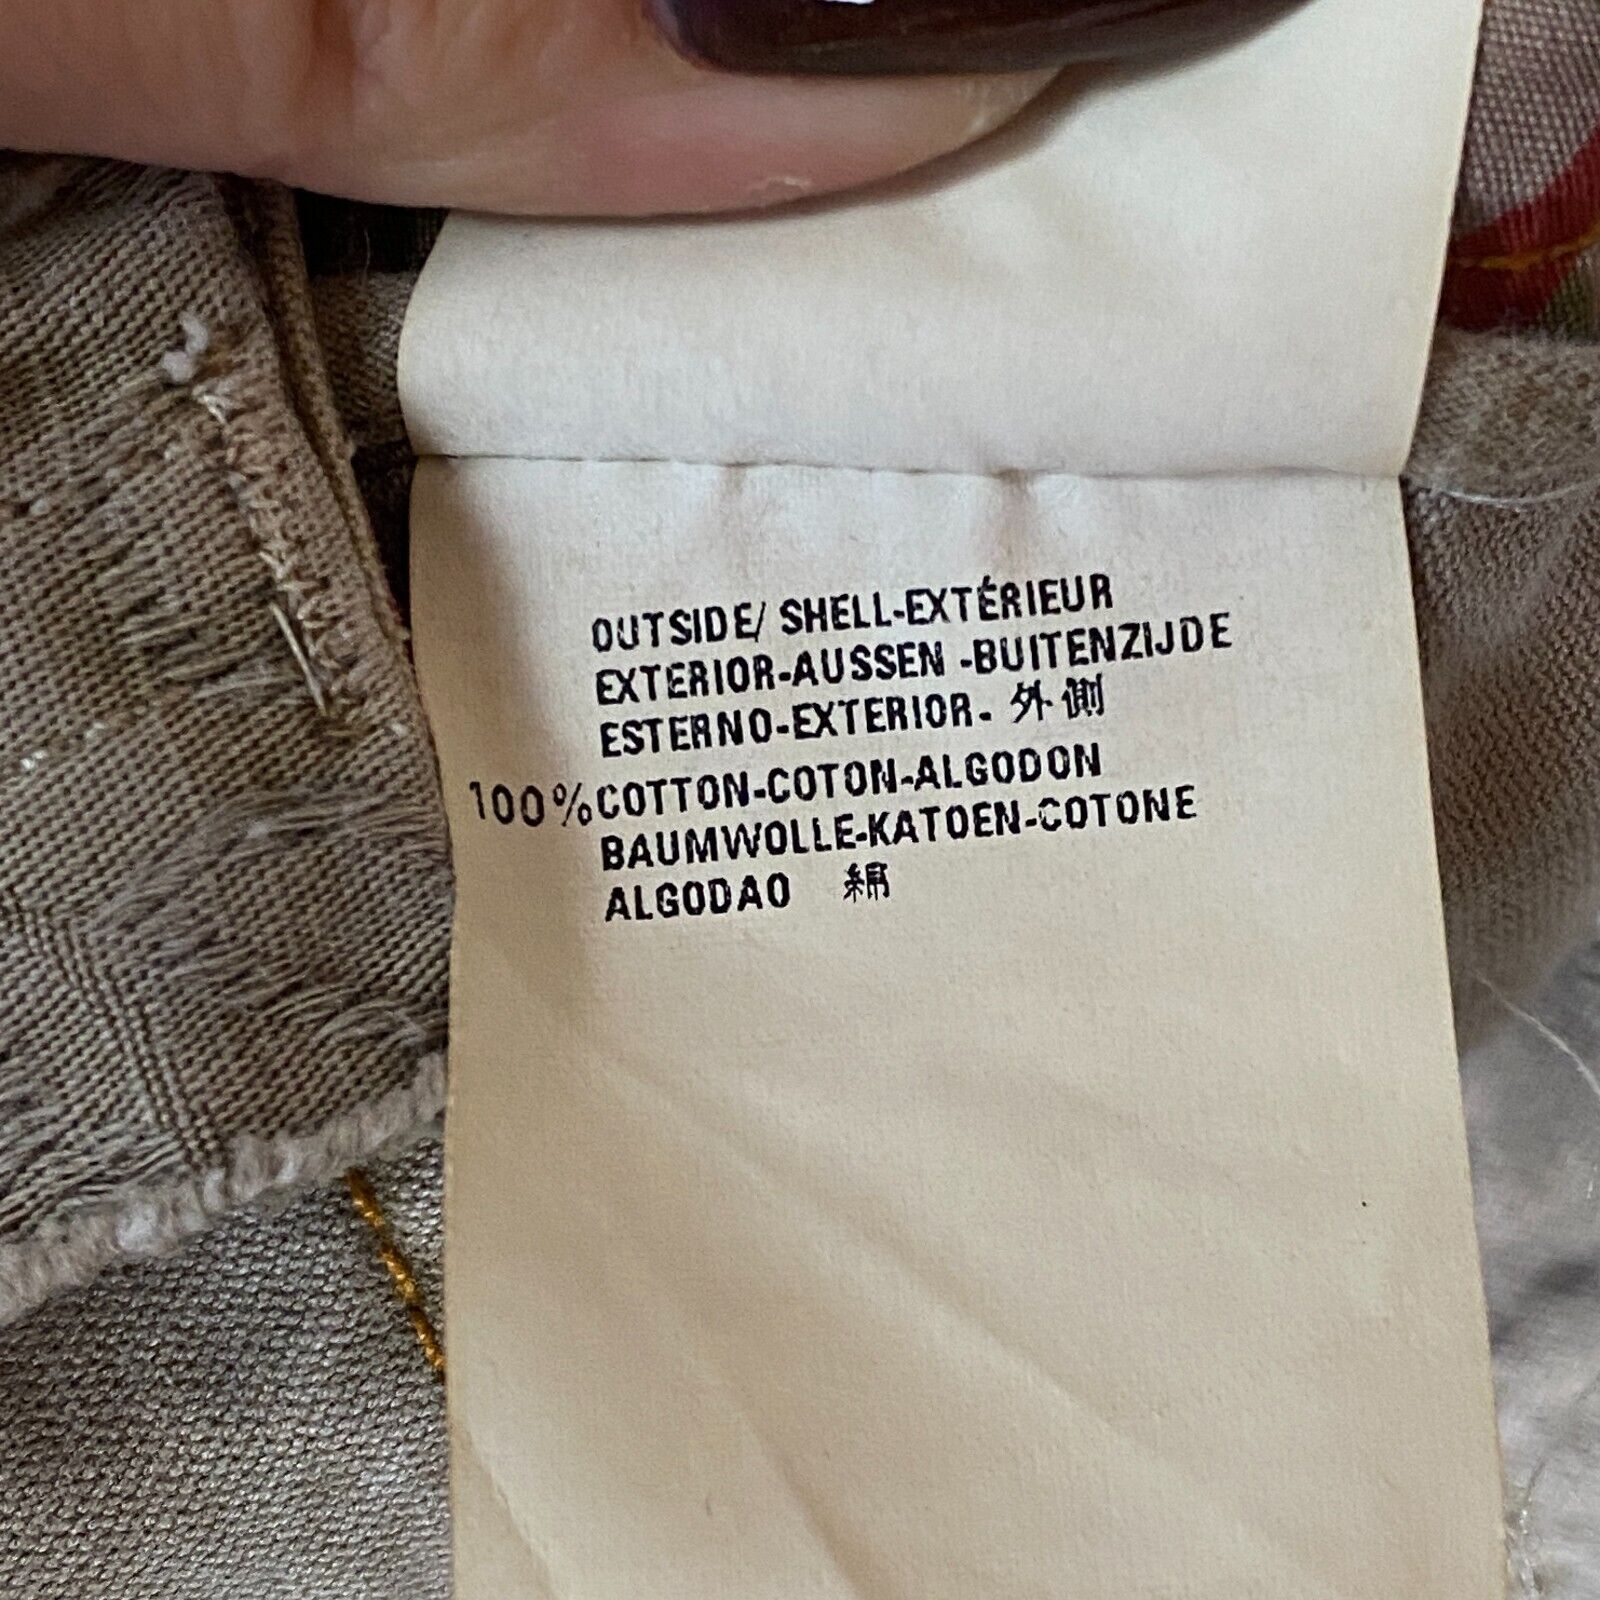 OUTSIDE/ SHELL-EXTÉRIEUR
EXTERIOR-AUSSEN -BUITENZIJDE
ESTERNO-EXTERIOR- 外側
100%COTTON-COTON-ALGODON
BAUMWOLLE-KATOEN-COTONE
ALGODAO 綿